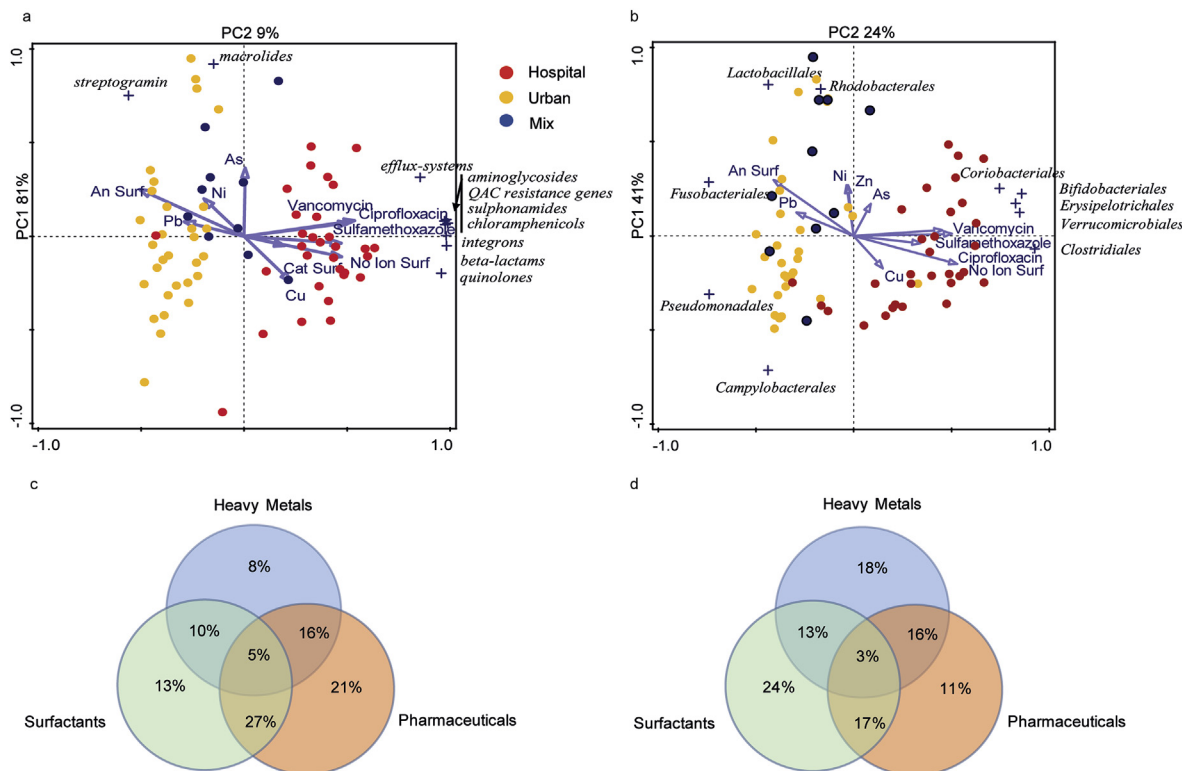 a
PC2 9%
PC1 81%
1.0
-1.0
-1.0
1.0
macrolides
streptogramin
efflux-systems
aminoglycosides
QAC resistance genes
sulphonamides
chloramphenicols
integrons
beta-lactams
quinolones
As
An Surf
Ni
Pb
Vancomycin
Ciprofloxacin
Sulfamethoxazole
Cat Surf
No Ion Surf
Cu
Hospital
Urban
Mix
b
PC2 24%
PC1 41%
1.0
-1.0
-1.0
1.0
Lactobacillales
Rhodobacterales
Fusobacteriales
Coriobacteriales
Bifidobacteriales
Erysipelotrichales
Verrucomicrobiales
Clostridiales
Pseudomonadales
Campylobacterales
An Surf
Ni
Zn
As
Pb
Vancomycin
Sulfamethoxazole
Ciprofloxacin
No Ion Surf
Cu
c
Heavy Metals
8%
10%
16%
5%
13%
21%
27%
Surfactants
Pharmaceuticals
d
Heavy Metals
18%
13%
16%
3%
24%
11%
17%
Surfactants
Pharmaceuticals